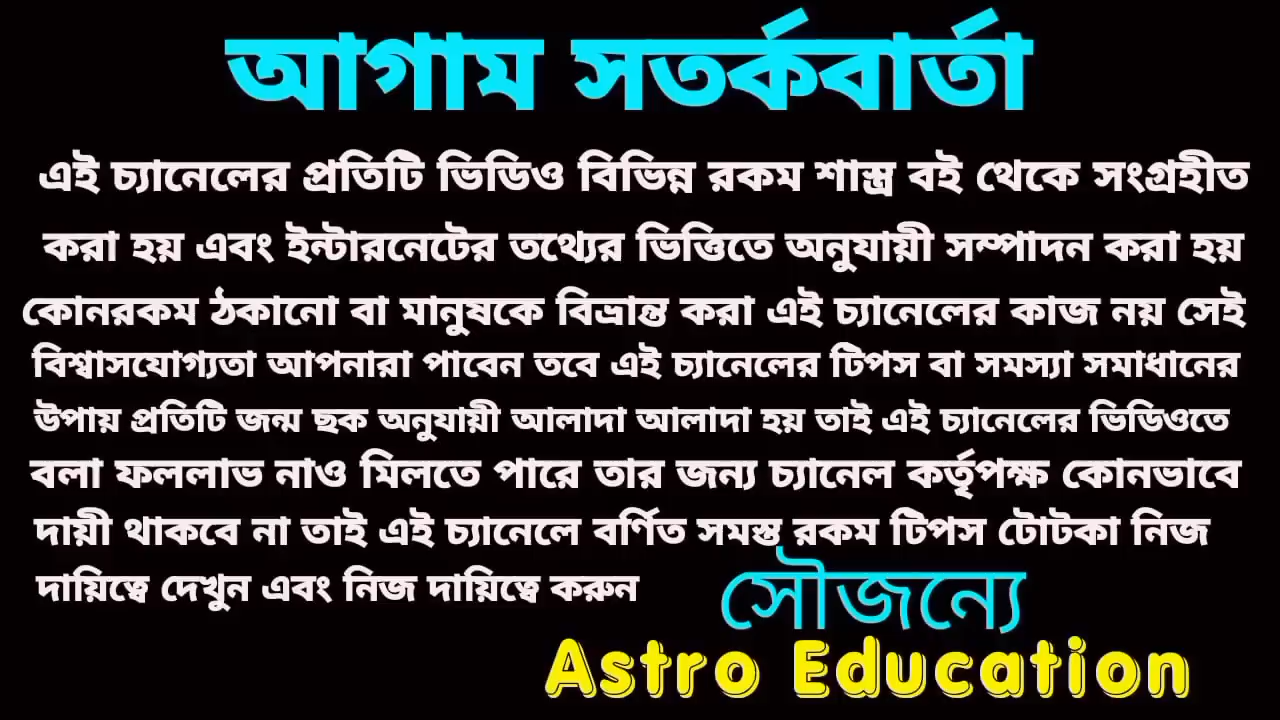 আগাম সতর্কবার্তা
এই চ্যানেলের প্রতিটি ভিডিও বিভিন্ন রকম শাস্ত্র বই থেকে সংগ্রহীত
করা হয় এবং ইন্টারনেটের তথ্যের ভিত্তিতে অনুযায়ী সম্পাদন করা হয়
কোনরকম ঠকানো বা মানুষকে বিভ্রান্ত করা এই চ্যানেলের কাজ নয় সেই
বিশ্বাসযোগ্যতা আপনারা পাবেন তবে এই চ্যানেলের টিপস বা সমস্যা সমাধানের
উপায় প্রতিটি জন্ম ছক অনুযায়ী আলাদা আলাদা হয় তাই এই চ্যানেলের ভিডিওতে
বলা ফললাভ নাও মিলতে পারে তার জন্য চ্যানেল কর্তৃপক্ষ কোনভাবে
দায়ী থাকবে না তাই এই চ্যানেলে বর্ণিত সমস্ত রকম টিপস টোটকা নিজ
দায়িত্বে দেখুন এবং নিজ দায়িত্বে করুন
সৌজন্যে
Astro Education